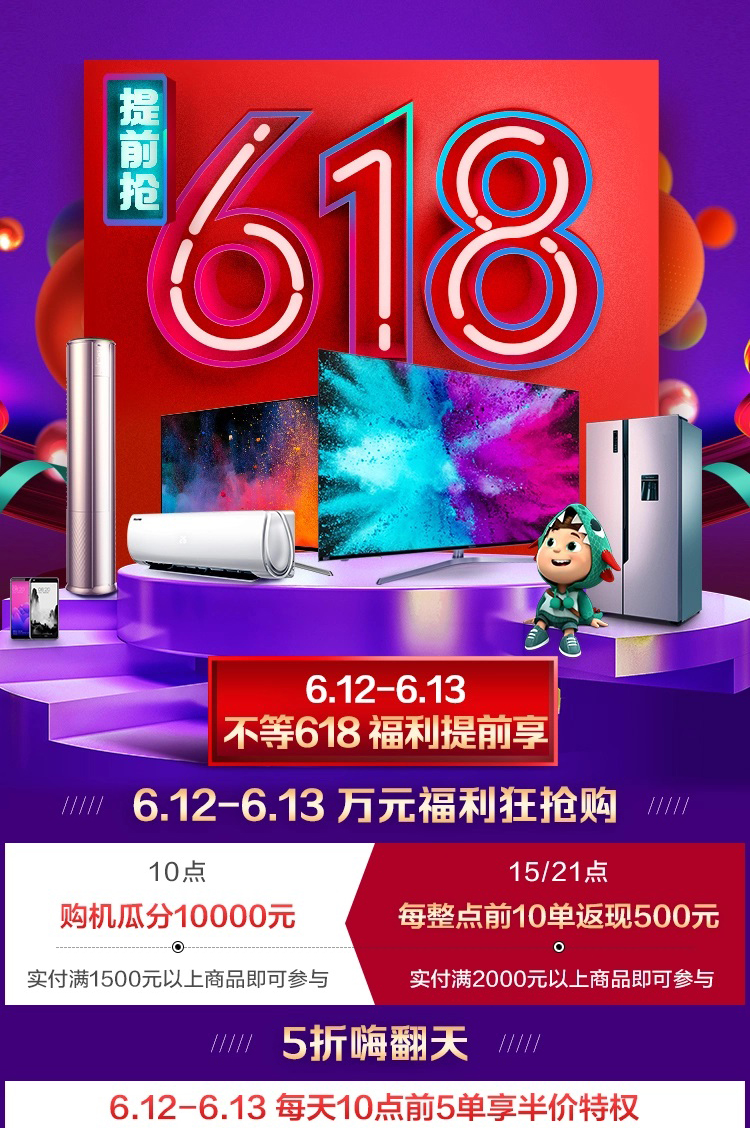 提前抢
618
6.12-6.13
不等618 福利提前享
6.12-6.13 万元福利狂抢购
10点
购机瓜分10000元
实付满1500元以上商品即可参与
15/21点
每整点前10单返现500元
实付满2000元以上商品即可参与
5折嗨翻天
6.12-6.13 每天10点前5单享半价特权